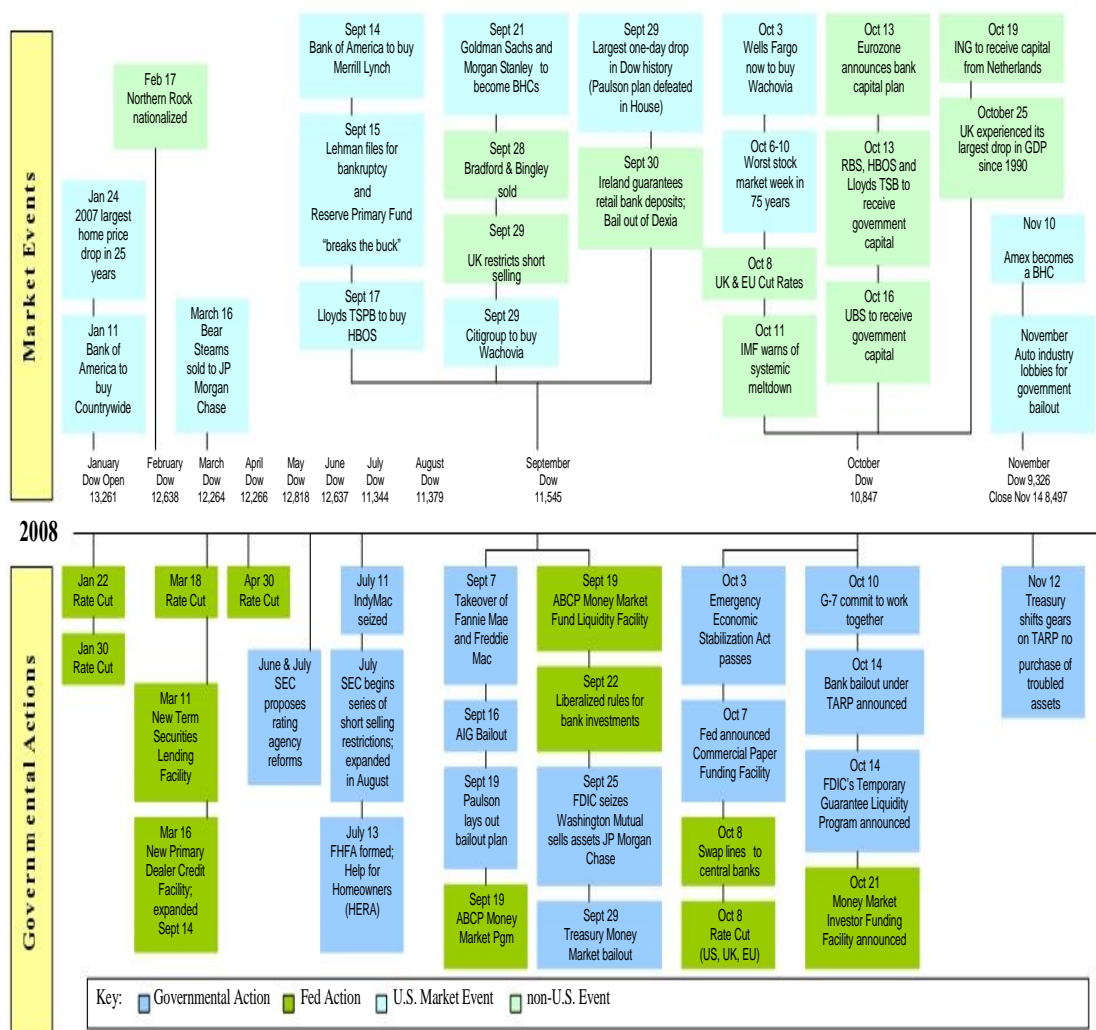 Market Events
Jan 24
2007 largest
home price
drop in 25
years
Jan 11
Bank of
America to
buy
Countrywide
Feb 17
Northern Rock
nationalized
March 16
Bear
Stearns
sold to JP
Morgan
Chase
Sept 14
Bank of America to buy
Merrill Lynch
Sept 15
Lehman files for
bankruptcy
and
Reserve Primary Fund
“breaks the buck”
Sept 17
Lloyds TSPB to buy
HBOS
Sept 21
Goldman Sachs and
Morgan Stanley to
become BHCs
Sept 28
Bradford & Bingley
sold
Sept 29
UK restricts short
selling
Sept 29
Citigroup to buy
Wachovia
Sept 29
Largest one-day drop
in Dow history
(Paulson plan defeated
in House)
Sept 30
Ireland guarantees
retail bank deposits;
Bail out of Dexia
Oct 3
Wells Fargo
now to buy
Wachovia
Oct 6-10
Worst stock
market week in
75 years
Oct 8
UK & EU Cut Rates
Oct 11
IMF warns of
systemic
meltdown
Oct 13
Eurozone
announces bank
capital plan
Oct 13
RBS, HBOS and
Lloyds TSB to
receive
government
capital
Oct 16
UBS to receive
government
capital
Oct 19
ING to receive capital
from Netherlands
October 25
UK experienced its
largest drop in GDP
since 1990
Nov 10
Amex becomes
a BHC
November
Auto industry
lobbies for
government
bailout
January
Dow Open
13,261
February
Dow
12,638
March
Dow
12,264
April
Dow
12,266
May
Dow
12,818
June
Dow
12,637
July
Dow
11,344
August
Dow
11,379
September
Dow
11,545
October
Dow
10,847
November
Dow 9,326
Close Nov 14 8,497
2008
Governmental Actions
Jan 22
Rate Cut
Jan 30
Rate Cut
Mar 18
Rate Cut
Mar 11
New Term
Securities
Lending
Facility
Mar 16
New Primary
Dealer Credit
Facility;
expanded
Sept 14
Apr 30
Rate Cut
June & July
SEC
proposes
rating
agency
reforms
July 11
IndyMac
seized
July
SEC begins
series of
short selling
restrictions;
expanded
in August
July 13
FHFA formed;
Help for
Homeowners
(HERA)
Sept 7
Takeover of
Fannie Mae
and Freddie
Mac
Sept 16
AIG Bailout
Sept 19
Paulson
lays out
bailout plan
Sept 19
ABCP Money
Market Pgm
Sept 19
ABCP Money Market
Fund Liquidity Facility
Sept 22
Liberalized rules for
bank investments
Sept 25
FDIC seizes
Washington Mutual
sells assets JP Morgan
Chase
Sept 29
Treasury Money
Market bailout
Oct 3
Emergency
Economic
Stabilization Act
passes
Oct 7
Fed announced
Commercial Paper
Funding Facility
Oct 8
Swap lines to
central banks
Oct 8
Rate Cut
(US, UK, EU)
Oct 10
G-7 commit to work
together
Oct 14
Bank bailout under
TARP announced
Oct 14
FDIC’s Temporary
Guarantee Liquidity
Program announced
Oct 21
Money Market
Investor Funding
Facility announced
Nov 12
Treasury
shifts gears
on TARP no
purchase of
troubled
assets
Key: Governmental Action Fed Action U.S. Market Event non-U.S. Event